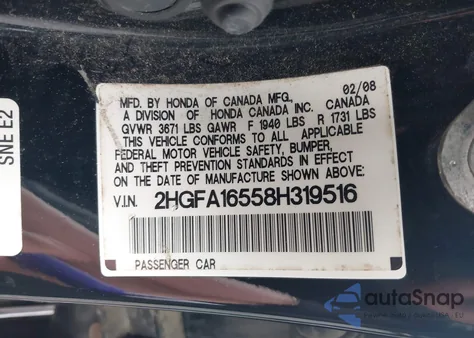 02/08
MFD. BY HONDA OF CANADA MFG.,
A DIVISION OF HONDA CANADA INC. CANADA
GVWR 3671 LBS GAWR F 1940 LBS R 1731 LBS
THIS VEHICLE CONFORMS TO ALL APPLICABLE
FEDERAL MOTOR VEHICLE SAFETY, BUMPER,
AND THEFT PREVENTION STANDARDS IN EFFECT
ON THE DATE OF MANUFACTURE SHOWN ABOVE.
V.I.N. 2HGFA16558H319516
PASSENGER CAR
SNE E2
autaSnap